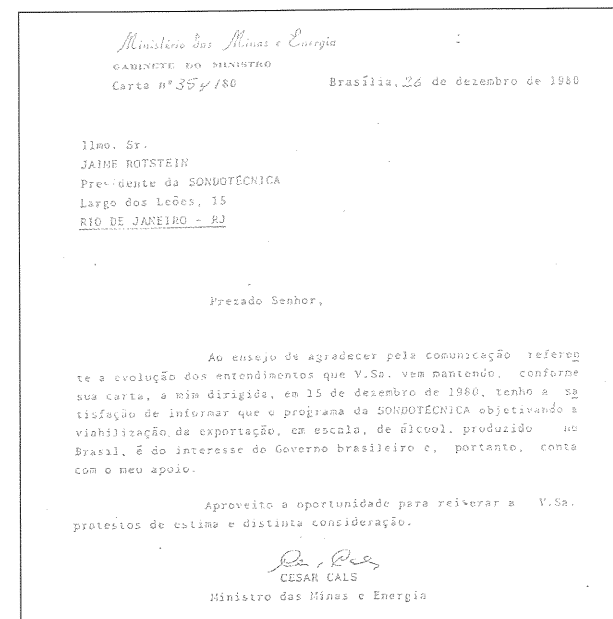 Ministério das Minas e Energia
GABINETE DO MINISTRO
Carta nº 354/80 Brasília, 26 de dezembro de 1980
Ilmo. Sr.
JAIME ROTSTEIN
Presidente da SONDOTÉCNICA
Largo dos Leões, 15
RIO DE JANEIRO - RJ
Prezado Senhor,
Ao ensejo de agradecer pela comunicação referen
te a evolução dos entendimentos que V.Sa. vem mantendo, conforme
sua carta, a mim dirigida, em 15 de dezembro de 1980, tenho a sa
tisfação de informar que o programa da SONDOTÉCNICA objetivando a
viabilização da exportação, em escala, de álcool, produzido no
Brasil, é do interesse do Governo brasileiro e, portanto, conta
com o meu apoio.
Aproveito a oportunidade para reiterar a V.Sa.
protestos de estima e distinta consideração.
CESAR CALS
Ministro das Minas e Energia